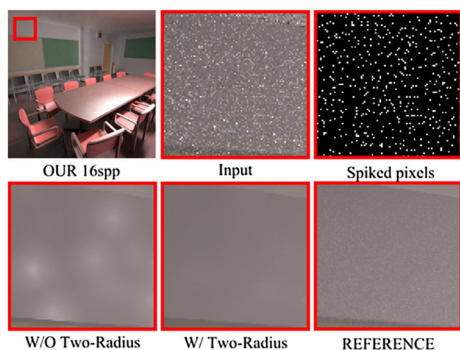 OUR 16spp
Input
Spiked pixels
W/O Two-Radius
W/ Two-Radius
REFERENCE